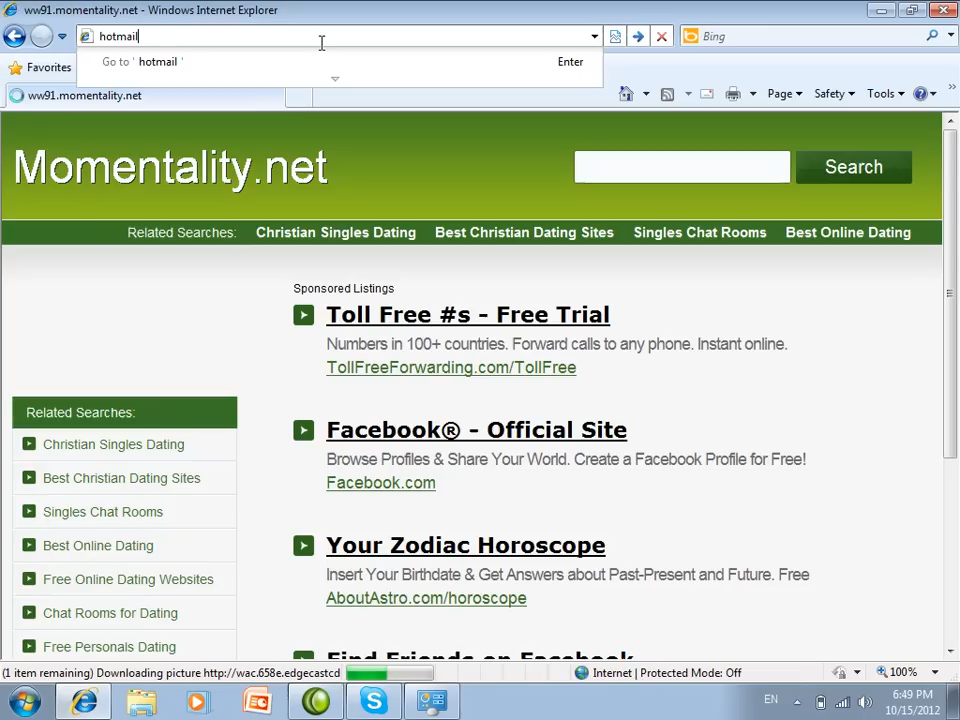 ww91.momentality.net - Windows Internet Explorer
hotmail
Bing
Go to ' hotmail ' Enter
Favorites
ww91.momentality.net
Page Safety Tools
Momentality.net
Search
Related Searches: Christian Singles Dating Best Christian Dating Sites Singles Chat Rooms Best Online Dating
Sponsored Listings
Toll Free #s - Free Trial
Numbers in 100+ countries. Forward calls to any phone. Instant online.
TollFreeForwarding.com/TollFree
Related Searches:
Christian Singles Dating
Best Christian Dating Sites
Singles Chat Rooms
Best Online Dating
Free Online Dating Websites
Chat Rooms for Dating
Free Personals Dating
Facebook® - Official Site
Browse Profiles & Share Your World. Create a Facebook Profile for Free!
Facebook.com
Your Zodiac Horoscope
Insert Your Birthdate & Get Answers about Past-Present and Future. Free
AboutAstro.com/horoscope
Find Friends on Facebook
(1 item remaining) Downloading picture http://wac.658e.edgecastcd
Internet | Protected Mode: Off
100%
EN
6:49 PM
10/15/2012